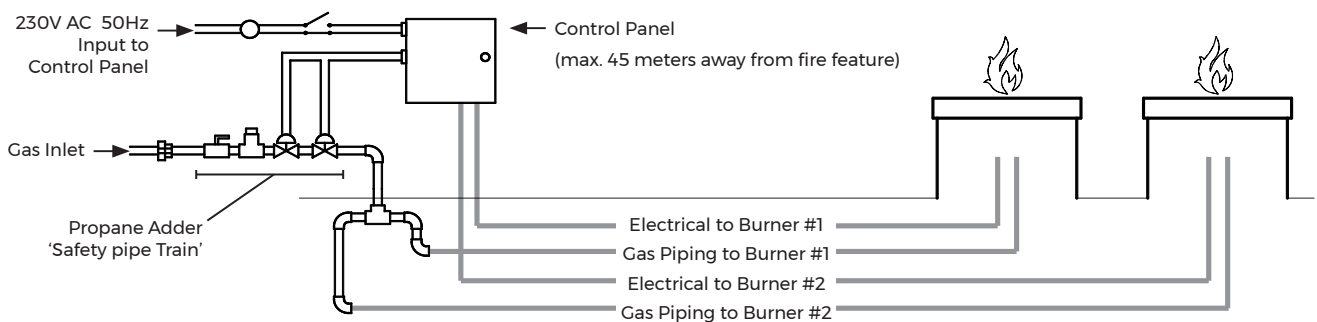 230V AC 50Hz
Input to
Control Panel
Control Panel
(max. 45 meters away from fire feature)
Gas Inlet
Propane Adder
‘Safety pipe Train’
Electrical to Burner #1
Gas Piping to Burner #1
Electrical to Burner #2
Gas Piping to Burner #2